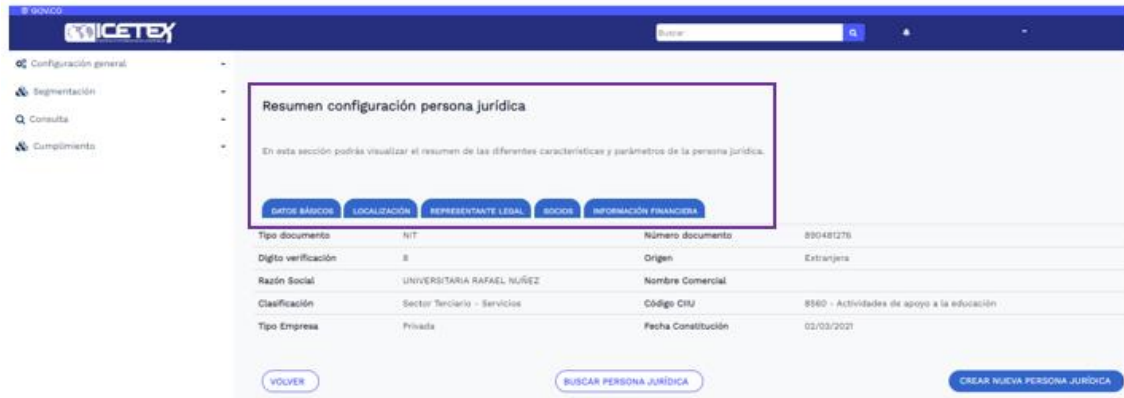 GOV.CO
ICETEX
Buscar
Configuración general
Segmentación
Consulta
Cumplimiento
Resumen configuración persona jurídica
En esta sección podrás visualizar el resumen de las diferentes características y parámetros de la persona jurídica.
DATOS BÁSICOS LOCALIZACIÓN REPRESENTANTE LEGAL SOCIOS INFORMACIÓN FINANCIERA
Tipo documento NIT Número documento 890481276
Digito verificación 8 Origen Extranjera
Razón Social UNIVERSITARIA RAFAEL NUÑEZ Nombre Comercial
Clasificación Sector Terciario - Servicios Código CIIU 8560 - Actividades de apoyo a la educación
Tipo Empresa Privada Fecha Constitución 02/03/2021
VOLVER BUSCAR PERSONA JURÍDICA CREAR NUEVA PERSONA JURÍDICA